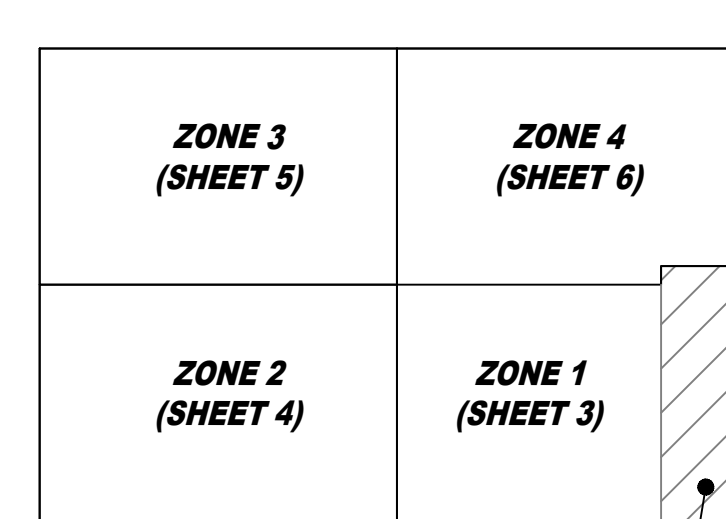 ZONE 3
(SHEET 5)
ZONE 4
(SHEET 6)
ZONE 2
(SHEET 4)
ZONE 1
(SHEET 3)